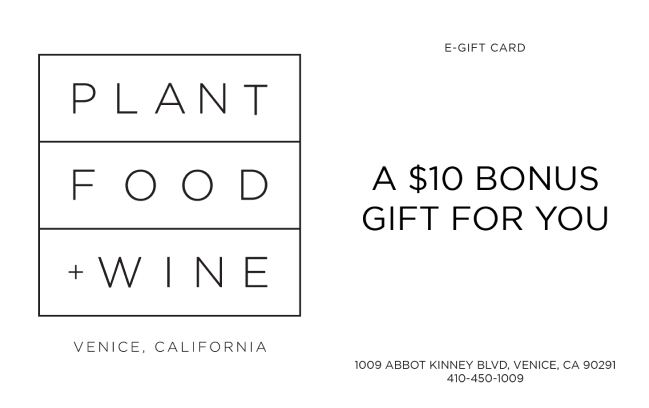 PLANT
FOOD
+WINE
VENICE, CALIFORNIA
E-GIFT CARD
A $10 BONUS
GIFT FOR YOU
1009 ABBOT KINNEY BLVD, VENICE, CA 90291
410-450-1009